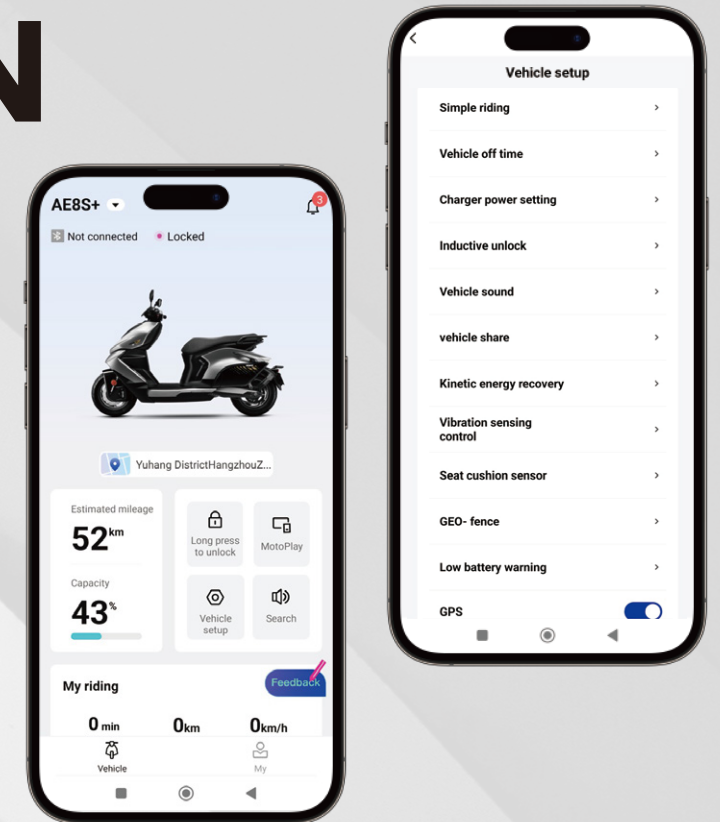 N
AE8S+
3
Not connected
Locked
Yuhang DistrictHangzhouZ...
Estimated mileage
52 km
Capacity
43%
Long press
to unlock
MotoPlay
Vehicle
setup
Search
My riding
Feedback
0 min
0km
0km/h
Vehicle
My
Vehicle setup
Simple riding
Vehicle off time
Charger power setting
Inductive unlock
Vehicle sound
vehicle share
Kinetic energy recovery
Vibration sensing
control
Seat cushion sensor
GEO- fence
Low battery warning
GPS